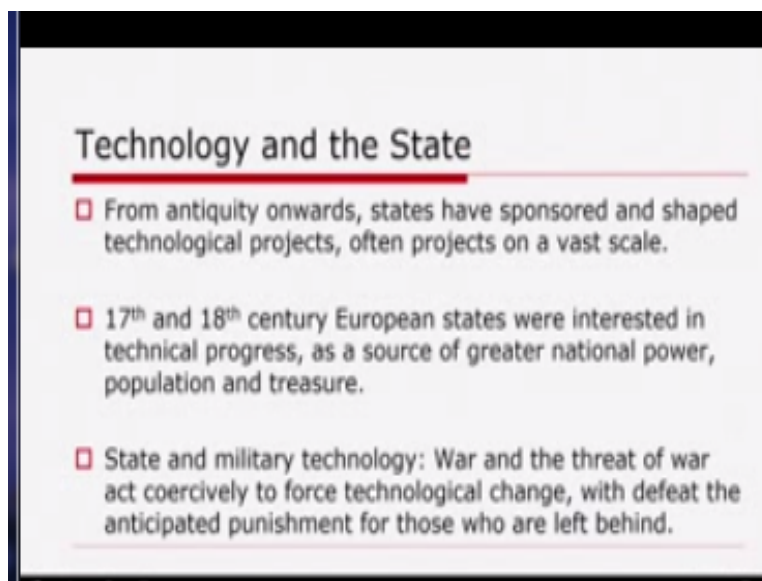 Technology and the State
From antiquity onwards, states have sponsored and shaped
technological projects, often projects on a vast scale.
17th and 18th century European states were interested in
technical progress, as a source of greater national power,
population and treasure.
State and military technology: War and the threat of war
act coercively to force technological change, with defeat the
anticipated punishment for those who are left behind.